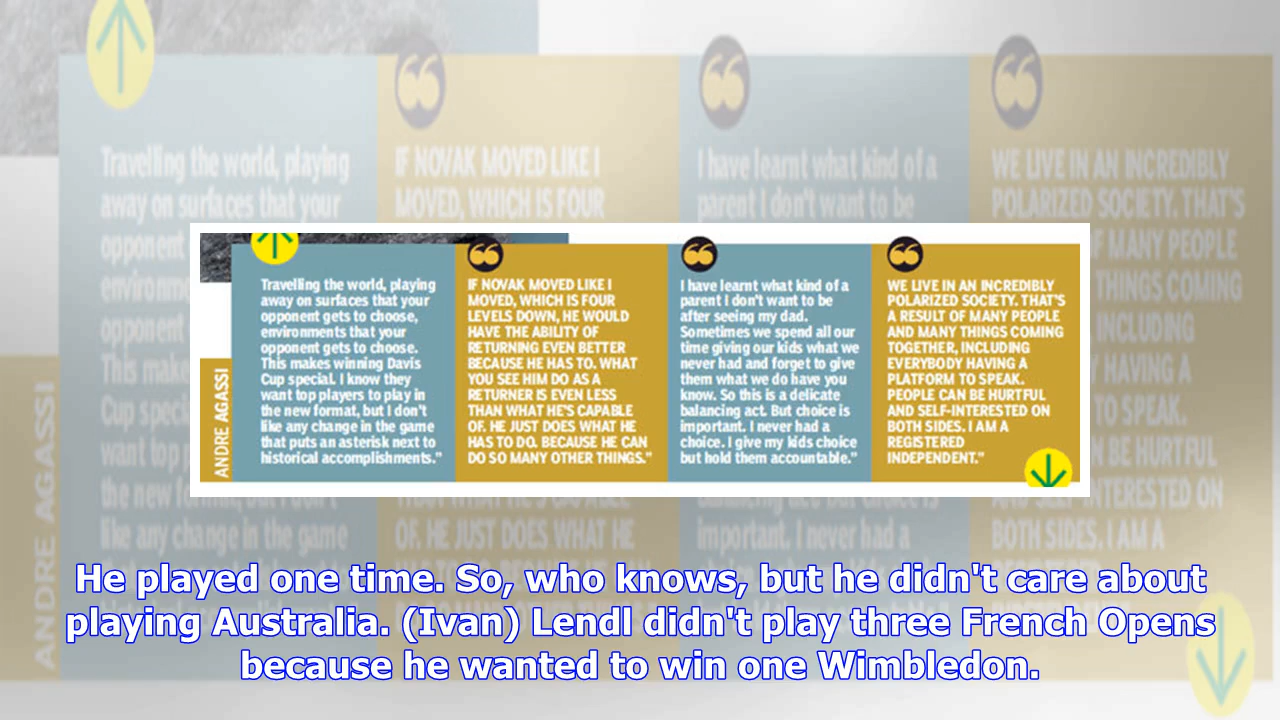 ANDRE AGASSI
Travelling the world, playing
away on surfaces that your
opponent gets to choose,
environments that your
opponent gets to choose.
This makes winning Davis
Cup special. I know they
want top players to play in
the new format, but I don't
like any change in the game
that puts an asterisk next to
historical accomplishments."
IF NOVAK MOVED LIKE I
MOVED, WHICH IS FOUR
LEVELS DOWN, HE WOULD
HAVE THE ABILITY OF
RETURNING EVEN BETTER
BECAUSE HE HAS TO. WHAT
YOU SEE HIM DO AS A
RETURNER IS EVEN LESS
THAN WHAT HE'S CAPABLE
OF. HE JUST DOES WHAT HE
HAS TO DO. BECAUSE HE CAN
DO SO MANY OTHER THINGS."
I have learnt what kind of a
parent I don't want to be
after seeing my dad.
Sometimes we spend all our
time giving our kids what we
never had and forget to give
them what we do have you
know. So this is a delicate
balancing act. But choice is
important. I never had a
choice. I give my kids choice
but hold them accountable."
WE LIVE IN AN INCREDIBLY
POLARIZED SOCIETY. THAT'S
A RESULT OF MANY PEOPLE
AND MANY THINGS COMING
TOGETHER, INCLUDING
EVERYBODY HAVING A
PLATFORM TO SPEAK.
PEOPLE CAN BE HURTFUL
AND SELF-INTERESTED ON
BOTH SIDES. I AM A
REGISTERED
INDEPENDENT."
He played one time. So, who knows, but he didn't care about
playing Australia. (Ivan) Lendl didn't play three French Opens
because he wanted to win one Wimbledon.